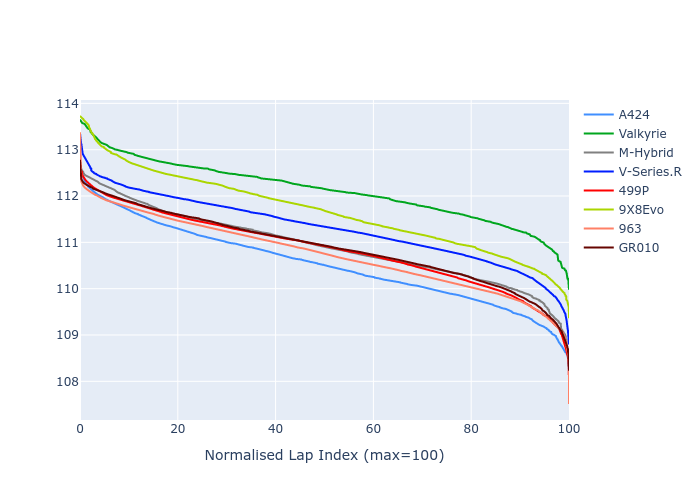 114
113
112
111
110
109
108
0
20
40
60
80
100
Normalised Lap Index (max=100)
A424
Valkyrie
M-Hybrid
V-Series.R
499P
9X8Evo
963
GR010